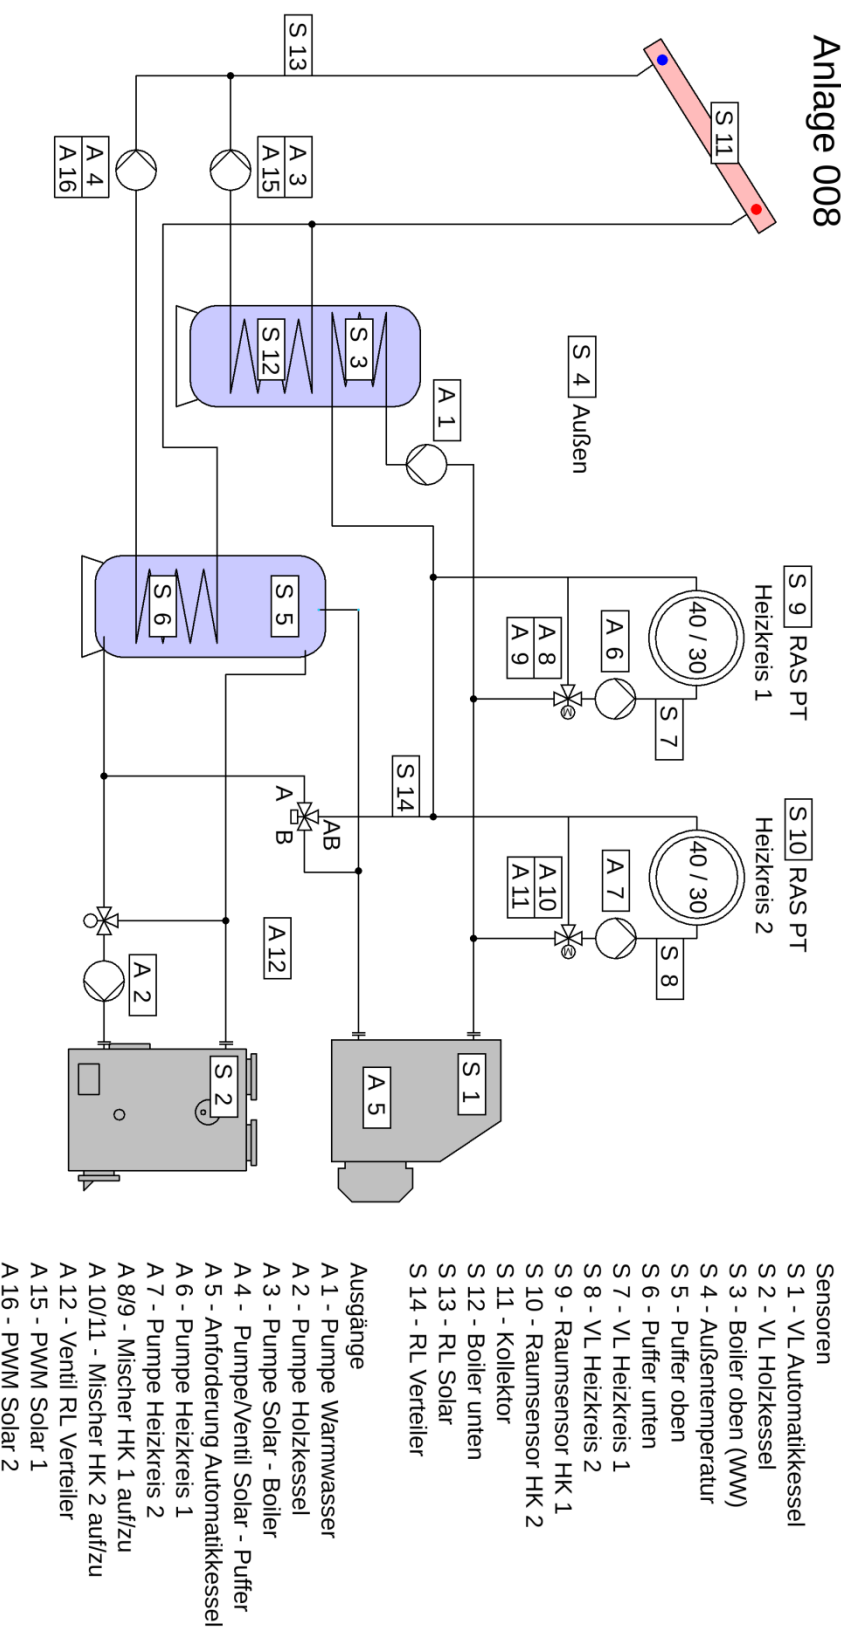 Anlage 008
S 13
S 11
A 3
A 15
A 4
A 16
S 3
S 12
A 1
S 4 Außen
S 5
S 6
S 9 RAS PT
Heizkreis 1
40 / 30
A 6
S 7
A 8
A 9
S 10 RAS PT
Heizkreis 2
40 / 30
A 7
S 8
A 10
A 11
S 14
AB
A
B
A 12
A 2
S 1
A 5
S 2
Sensoren
S 1 - VL Automatikkessel
S 2 - VL Holzkessel
S 3 - Boiler oben (WW)
S 4 - Außentemperatur
S 5 - Puffer oben
S 6 - Puffer unten
S 7 - VL Heizkreis 1
S 8 - VL Heizkreis 2
S 9 - Raumsensor HK 1
S 10 - Raumsensor HK 2
S 11 - Kollektor
S 12 - Boiler unten
S 13 - RL Solar
S 14 - RL Verteiler
Ausgänge
A 1 - Pumpe Warmwasser
A 2 - Pumpe Holzkessel
A 3 - Pumpe Solar - Boiler
A 4 - Pumpe/Ventil Solar - Puffer
A 5 - Anforderung Automatikkessel
A 6 - Pumpe Heizkreis 1
A 7 - Pumpe Heizkreis 2
A 8/9 - Mischer HK 1 auf/zu
A 10/11 - Mischer HK 2 auf/zu
A 12 - Ventil RL Verteiler
A 15 - PWM Solar 1
A 16 - PWM Solar 2